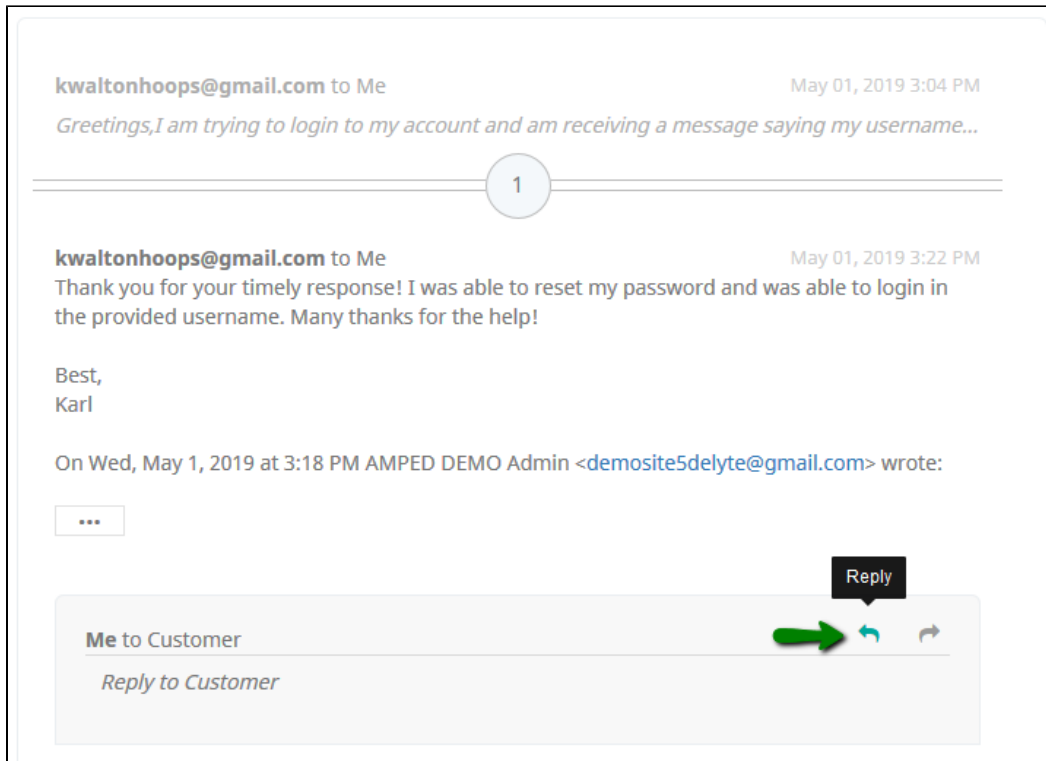 kwaltonhoops@gmail.com to Me May 01, 2019 3:04 PM
Greetings,I am trying to login to my account and am receiving a message saying my username...
1
kwaltonhoops@gmail.com to Me May 01, 2019 3:22 PM
Thank you for your timely response! I was able to reset my password and was able to login in
the provided username. Many thanks for the help!
Best,
Karl
On Wed, May 1, 2019 at 3:18 PM AMPED DEMO Admin <demosite5delyte@gmail.com> wrote:
•••
Reply
Me to Customer
Reply to Customer